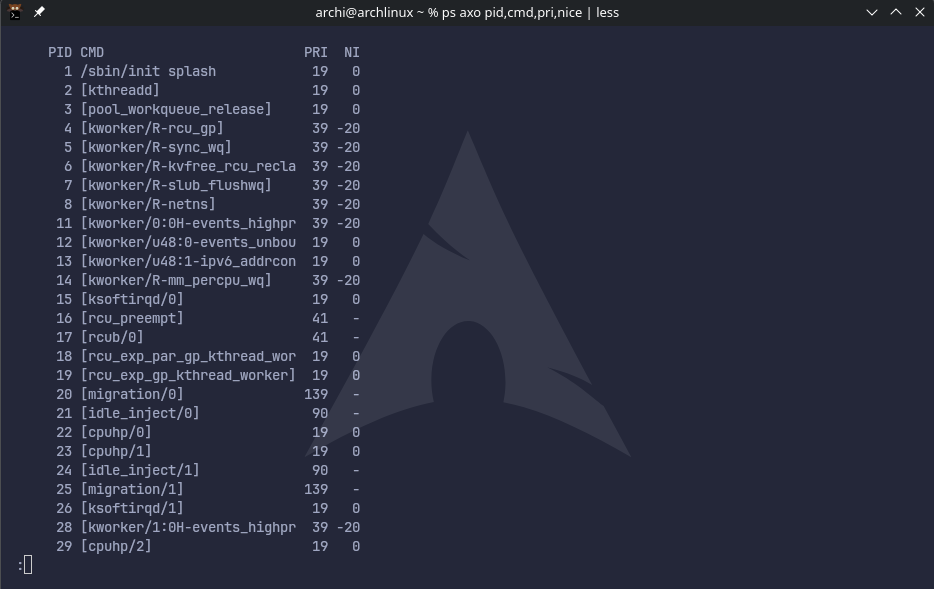 archi@archlinux:~ % ps axo pid,cmd,pri,nice | less
PID CMD PRI NI
1 /sbin/init splash 19 0
2 [kthreadd] 19 0
3 [pool_workqueue_release] 19 0
4 [kworker/R-rcu_gp] 39 -20
5 [kworker/R-sync_wq] 39 -20
6 [kworker/R-kvfree_rcu_recla 39 -20
7 [kworker/R-slub_flushwq] 39 -20
8 [kworker/R-netns] 39 -20
11 [kworker/0:0H-events_highpr 39 -20
12 [kworker/u48:0-events_unbou 19 0
13 [kworker/u48:1-ipv6_addrcon 19 0
14 [kworker/R-mm_percpu_wq] 39 -20
15 [ksoftirqd/0] 19 0
16 [rcu_preempt] 41 -
17 [rcub/0] 41 -
18 [rcu_exp_par_gp_kthread_wor 19 0
19 [rcu_exp_gp_kthread_worker] 19 0
20 [migration/0] 139 -
21 [idle_inject/0] 90 -
22 [cpuhp/0] 19 0
23 [cpuhp/1] 19 0
24 [idle_inject/1] 90 -
25 [migration/1] 139 -
26 [ksoftirqd/1] 19 0
28 [kworker/1:0H-events_highpr 39 -20
29 [cpuhp/2] 19 0
: